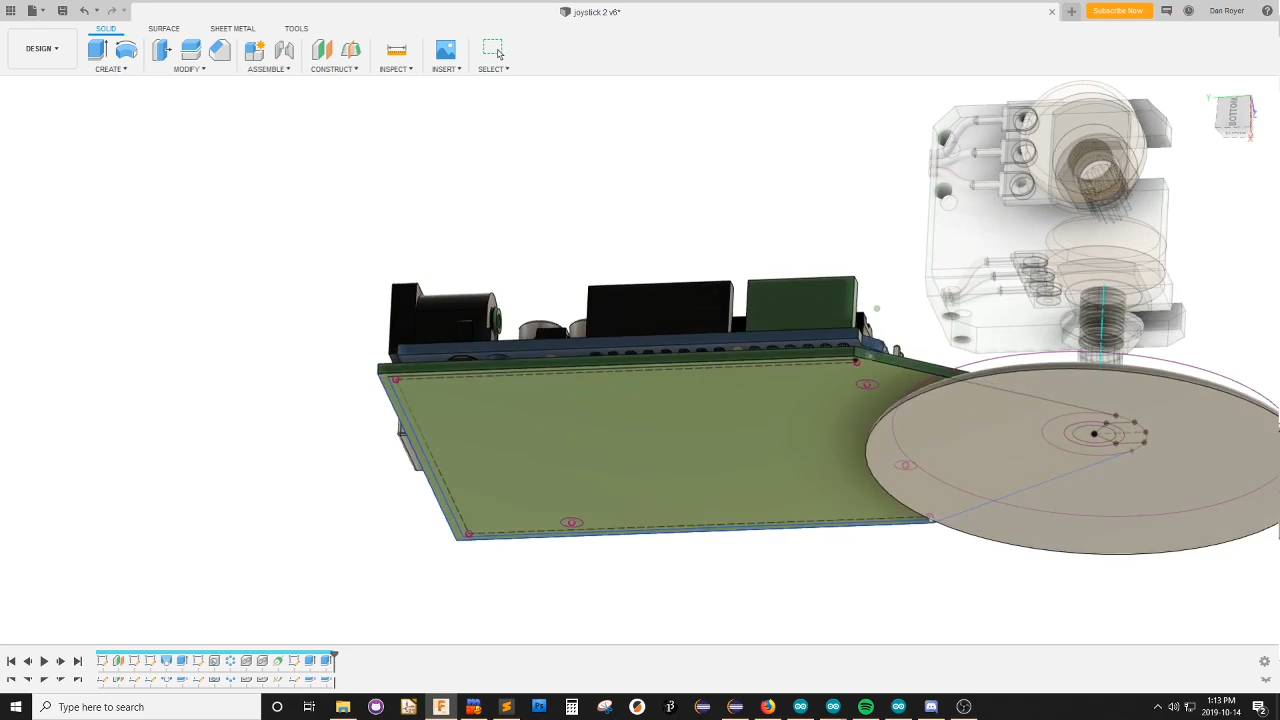 joystick 2 v6*
Subscribe Now
Dan Royer
SOLID
SURFACE
SHEET METAL
TOOLS
DESIGN
CREATE
MODIFY
ASSEMBLE
CONSTRUCT
INSPECT
INSERT
SELECT
Y
BOTTOM
Type here to search
1:13 PM
2019-10-14
2